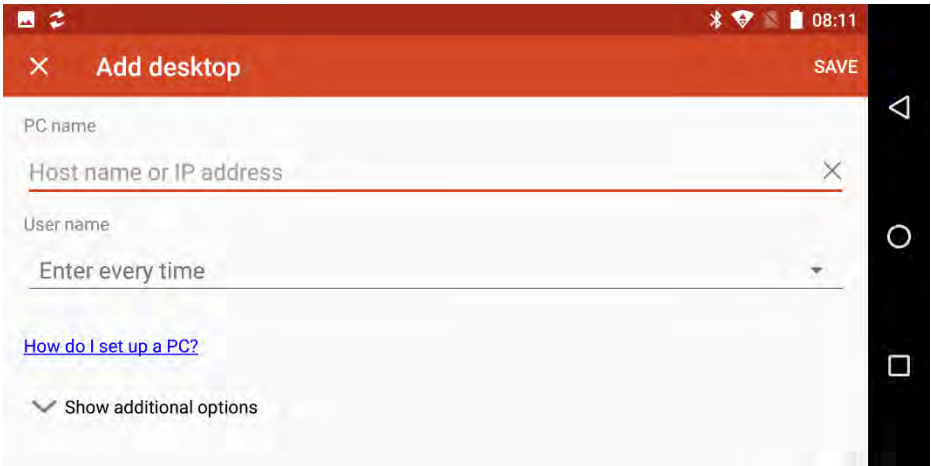 08:11
Add desktop
SAVE
PC name
Host name or IP address
User name
Enter every time
How do I set up a PC?
Show additional options